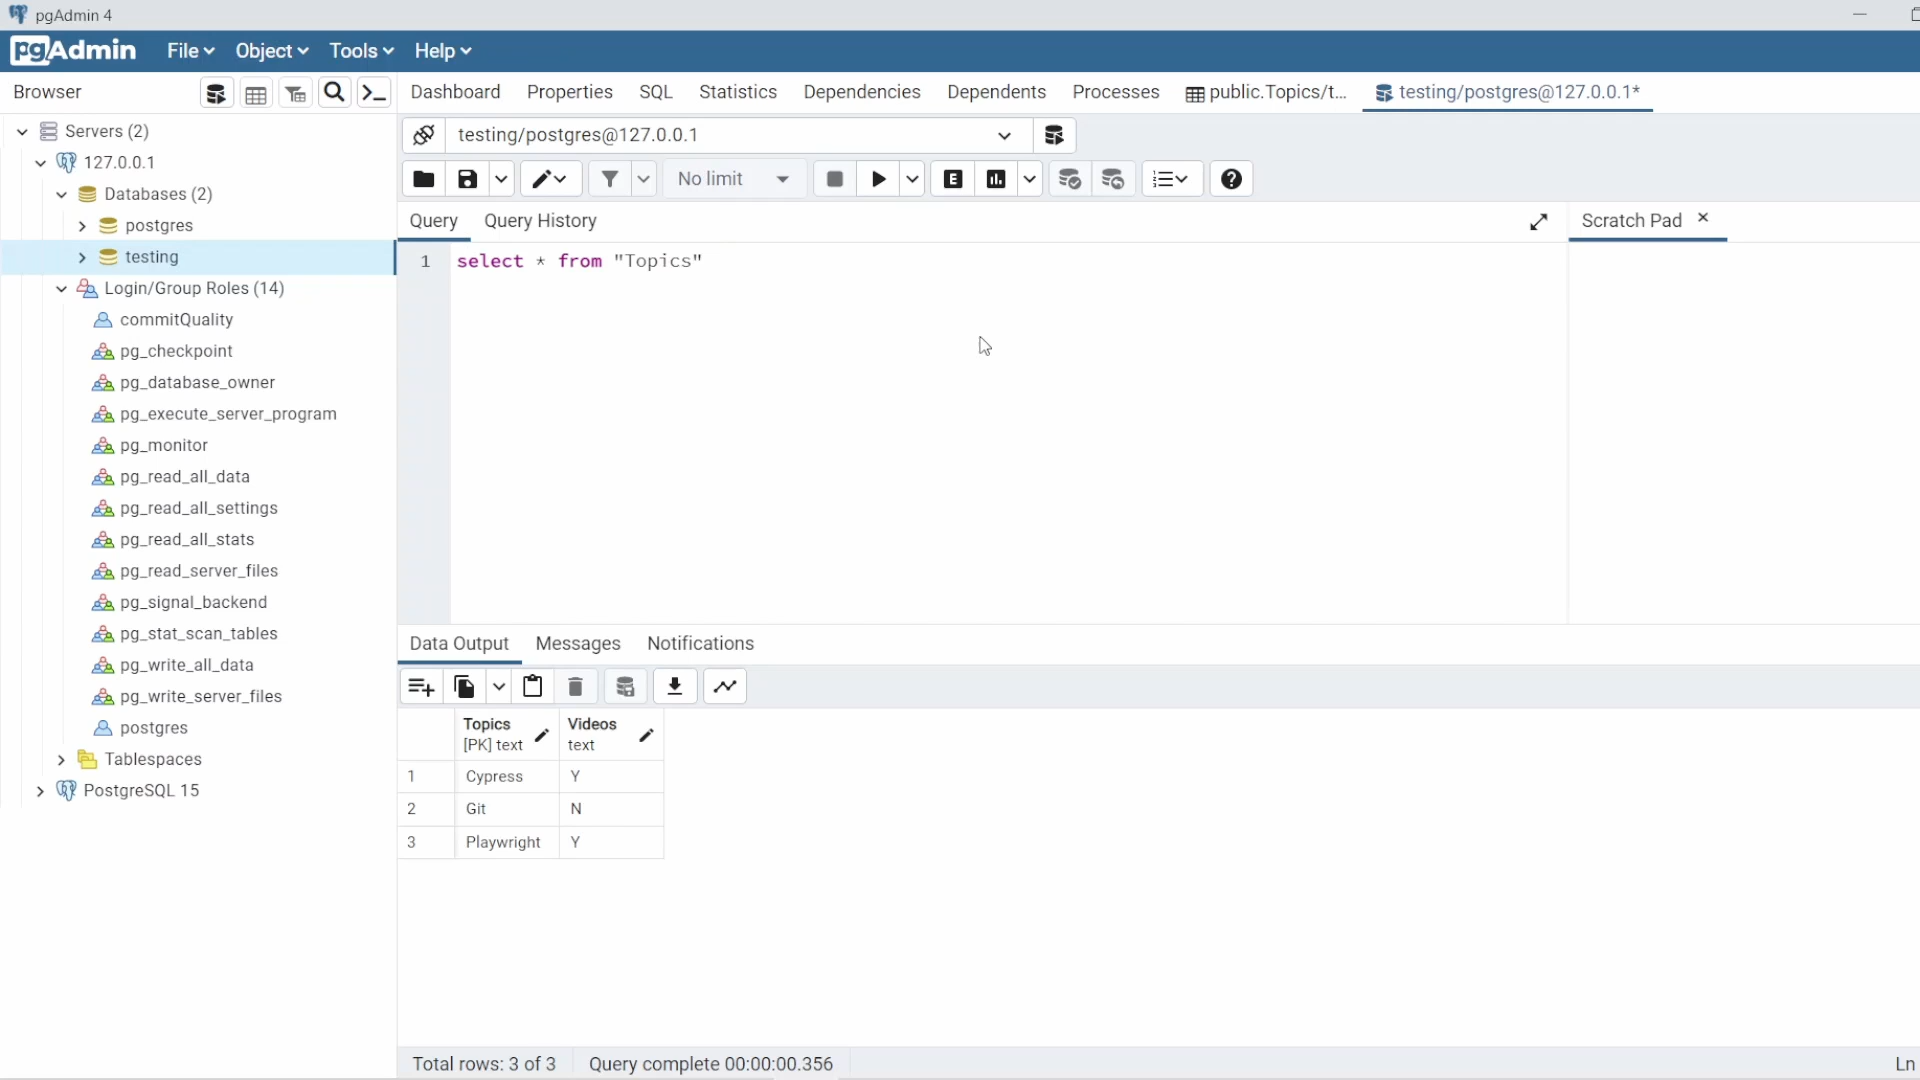 pgAdmin 4
pgAdmin File Object Tools Help
Browser
Dashboard Properties SQL Statistics Dependencies Dependents Processes public.Topics/t... testing/postgres@127.0.0.1*
Servers (2)
127.0.0.1
Databases (2)
postgres
testing
Login/Group Roles (14)
commitQuality
pg_checkpoint
pg_database_owner
pg_execute_server_program
pg_monitor
pg_read_all_data
pg_read_all_settings
pg_read_all_stats
pg_read_server_files
pg_signal_backend
pg_stat_scan_tables
pg_write_all_data
pg_write_server_files
postgres
Tablespaces
PostgreSQL 15
testing/postgres@127.0.0.1
No limit E
Query Query History
Scratch Pad
1 select * from "Topics"
Data Output Messages Notifications
Topics Videos
[PK] text text
1 Cypress Y
2 Git N
3 Playwright Y
Total rows: 3 of 3 Query complete 00:00:00.356
Ln